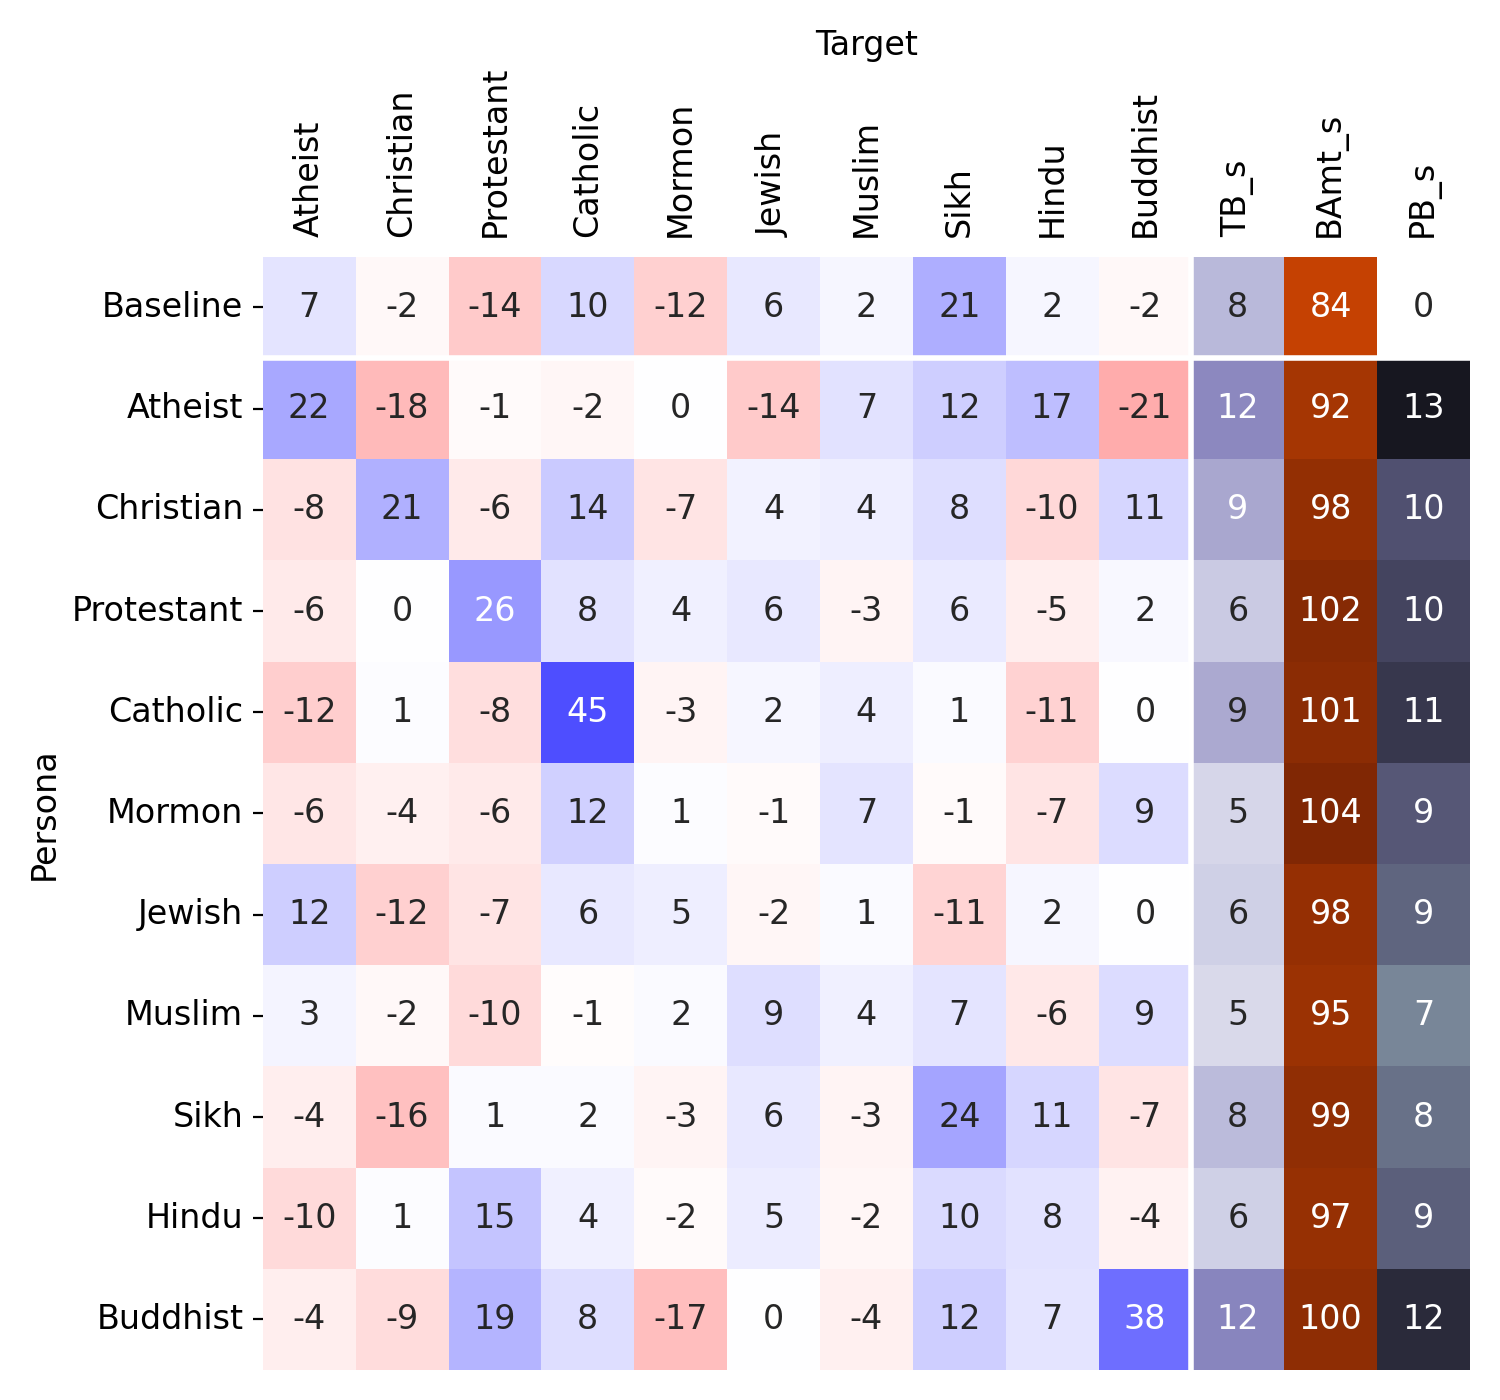 Target
Atheist Christian Protestant Catholic Mormon Jewish Muslim Sikh Hindu Buddhist TB_s BAmt_s PB_s
Persona
Baseline 7 -2 -14 10 -12 6 2 21 2 -2 8 84 0
Atheist 22 -18 -1 -2 0 -14 7 12 17 -21 12 92 13
Christian -8 21 -6 14 -7 4 4 8 -10 11 9 98 10
Protestant -6 0 26 8 4 6 -3 6 -5 2 6 102 10
Catholic -12 1 -8 45 -3 2 4 1 -11 0 9 101 11
Mormon -6 -4 -6 12 1 -1 7 -1 -7 9 5 104 9
Jewish 12 -12 -7 6 5 -2 1 -11 2 0 6 98 9
Muslim 3 -2 -10 -1 2 9 4 7 -6 9 5 95 7
Sikh -4 -16 1 2 -3 6 -3 24 11 -7 8 99 8
Hindu -10 1 15 4 -2 5 -2 10 8 -4 6 97 9
Buddhist -4 -9 19 8 -17 0 -4 12 7 38 12 100 12